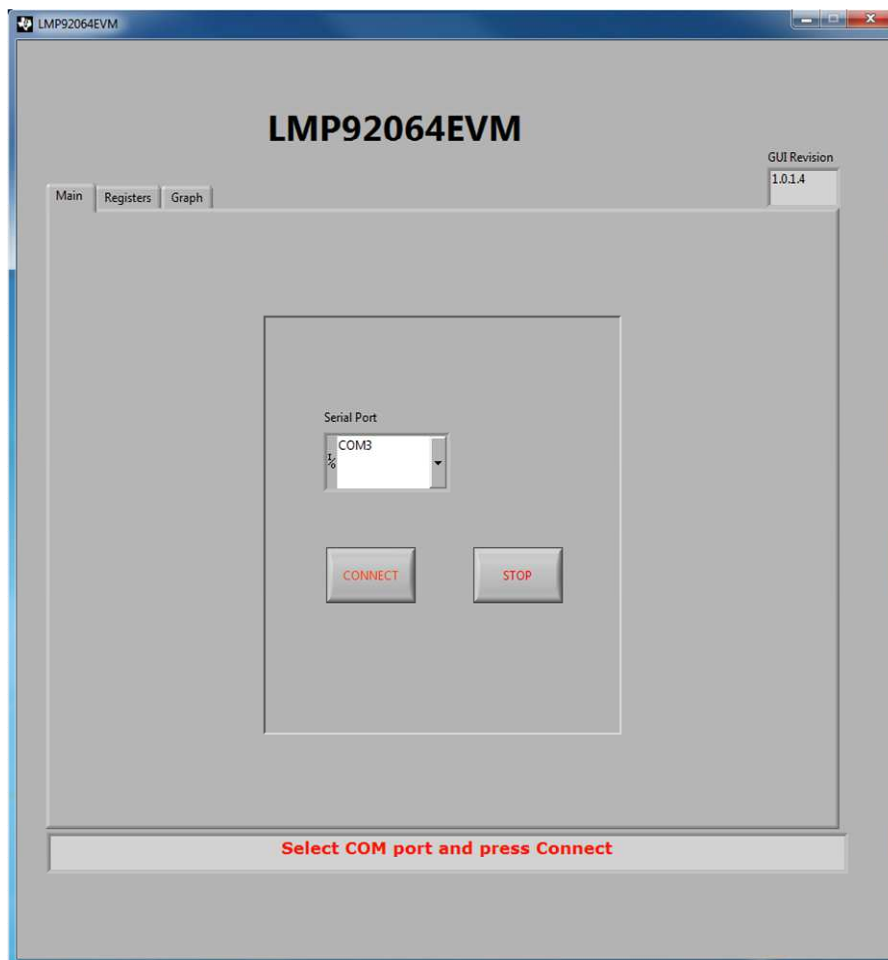 LMP92064EVM
LMP92064EVM
GUI Revision
1.0.1.4
Main Registers Graph
Serial Port
COM3
CONNECT STOP
Select COM port and press Connect